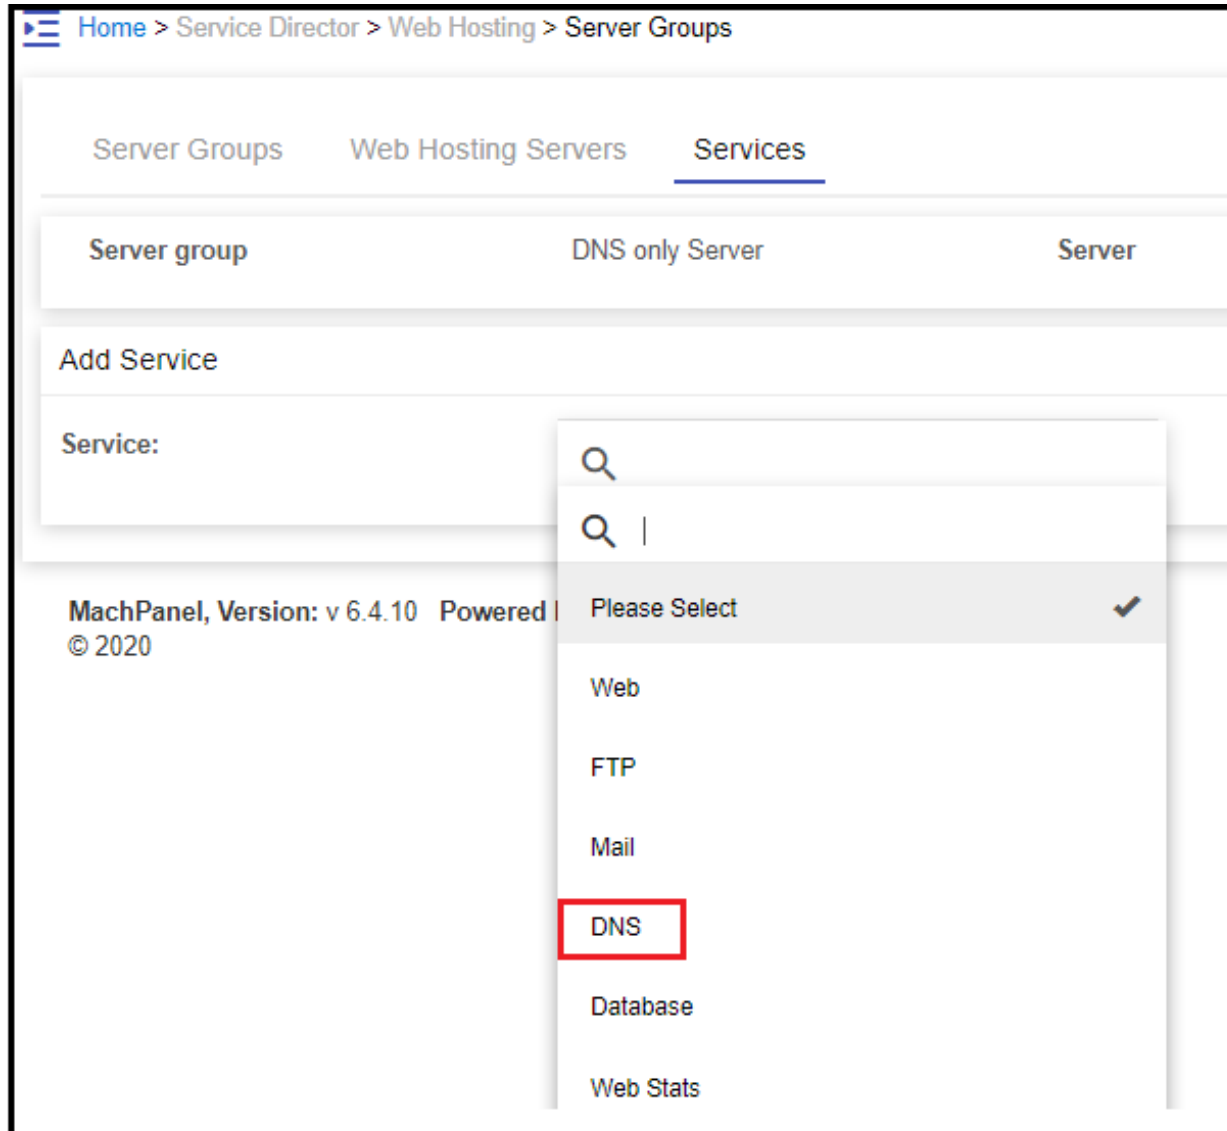 Home > Service Director > Web Hosting > Server Groups
Server Groups Web Hosting Servers Services
Server group DNS only Server Server
Add Service
Service:
Please Select
MachPanel, Version: v 6.4.10 Powered
© 2020
Web
FTP
Mail
DNS
Database
Web Stats